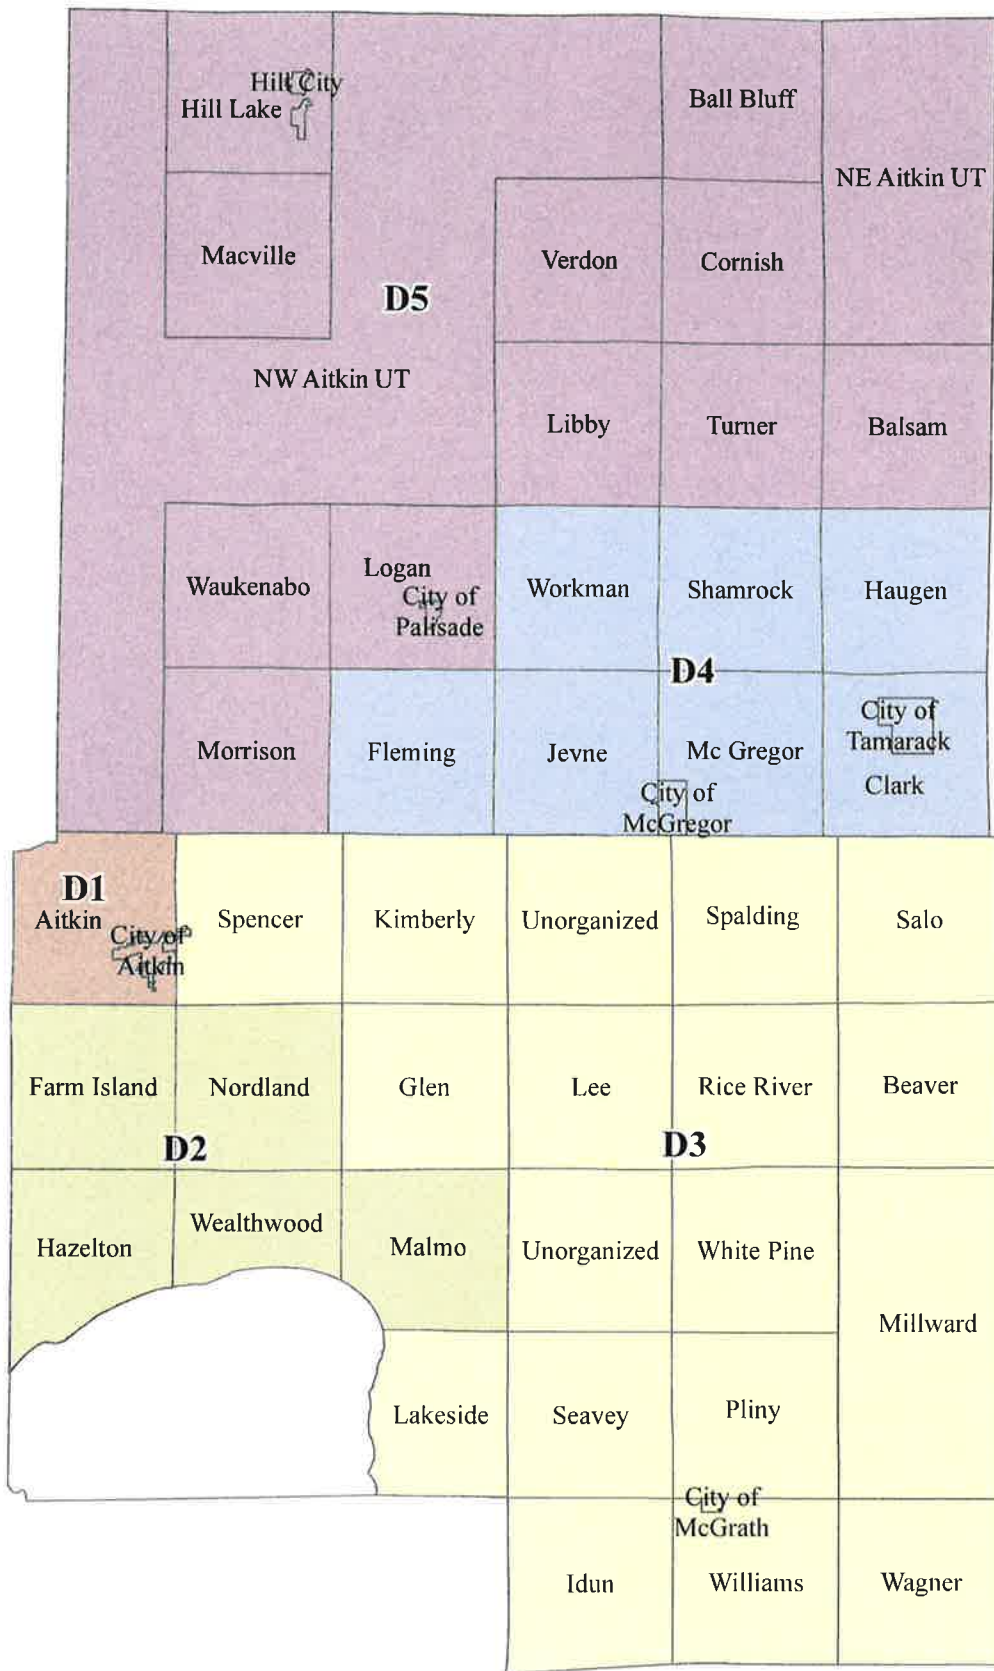 Hill City
Hill Lake
Ball Bluff
NE Aitkin UT
Macville
Verdon
Cornish
D5
NW Aitkin UT
Libby
Turner
Balsam
Waukenabo
Logan
City of
Palisade
Workman
Shamrock
Haugen
D4
Morrison
Fleming
Jevne
Mc Gregor
City of
McGregor
City of
Tamarack
Clark
D1
Aitkin
City of
Aitkin
Spencer
Kimberly
Unorganized
Spalding
Salo
Farm Island
Nordland
Glen
Lee
Rice River
Beaver
D2
D3
Hazelton
Wealthwood
Malmo
Unorganized
White Pine
Millward
Lakeside
Seavey
Pliny
City of
McGrath
Idun
Williams
Wagner